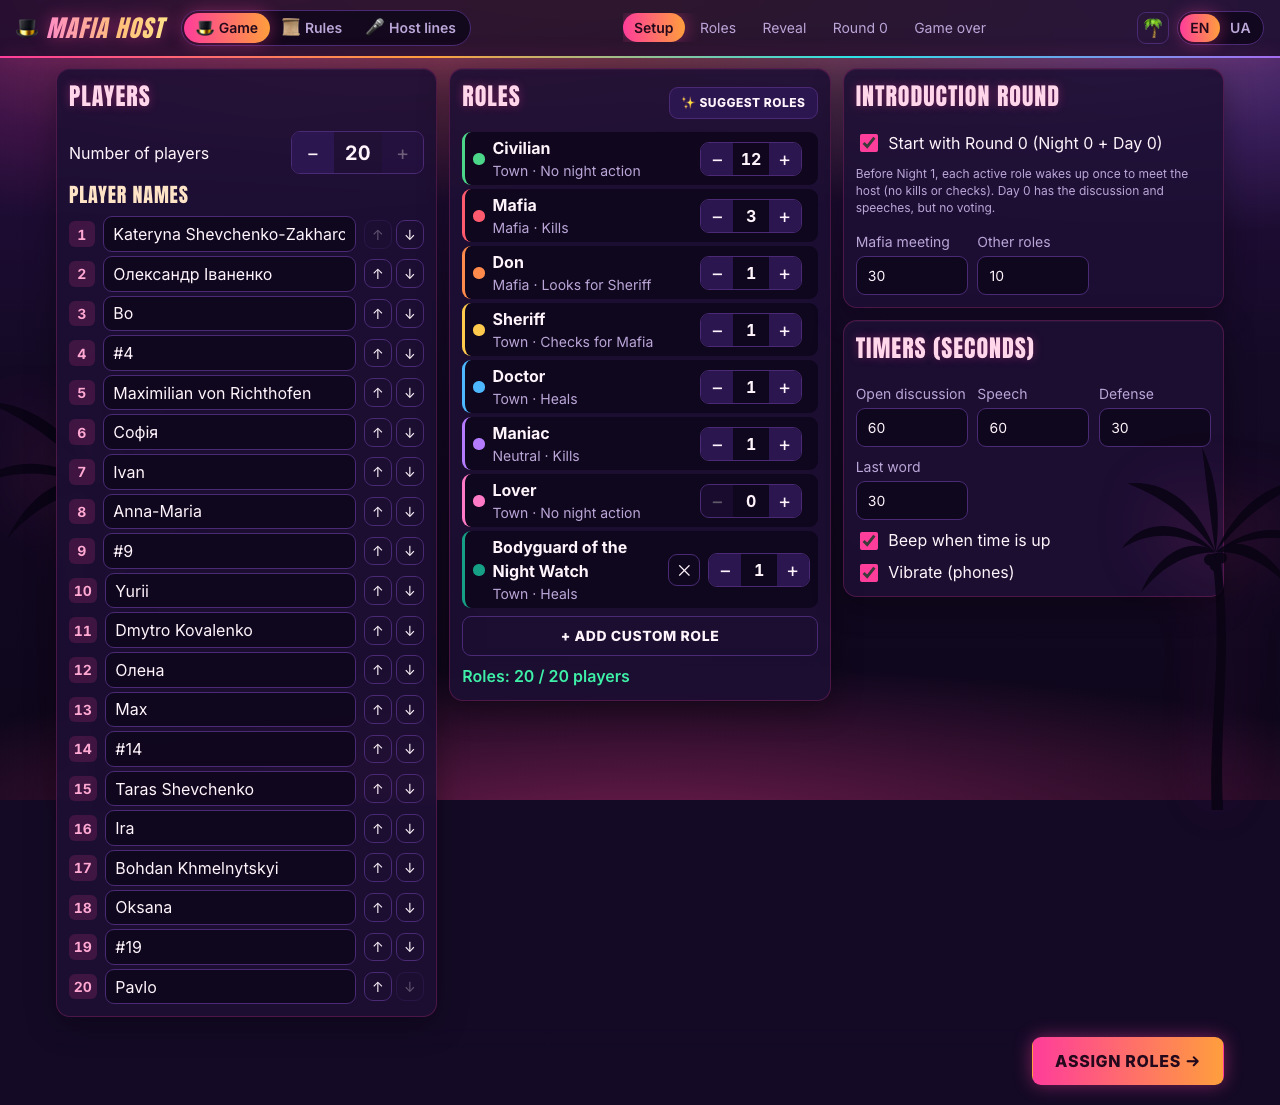 MAFIA HOST
Game
Rules
Host lines
Setup
Roles
Reveal
Round 0
Game over
EN
UA
PLAYERS
Number of players
− 20 +
PLAYER NAMES
1 Kateryna Shevchenko-Zakharc ↑ ↓
2 Олександр Іваненко ↑ ↓
3 Bo ↑ ↓
4 #4 ↑ ↓
5 Maximilian von Richthofen ↑ ↓
6 Софія ↑ ↓
7 Ivan ↑ ↓
8 Anna-Maria ↑ ↓
9 #9 ↑ ↓
10 Yurii ↑ ↓
11 Dmytro Kovalenko ↑ ↓
12 Олена ↑ ↓
13 Max ↑ ↓
14 #14 ↑ ↓
15 Taras Shevchenko ↑ ↓
16 Ira ↑ ↓
17 Bohdan Khmelnytskyi ↑ ↓
18 Oksana ↑ ↓
19 #19 ↑ ↓
20 Pavlo ↑ ↓
ROLES
✨ SUGGEST ROLES
Civilian
Town · No night action
− 12 +
Mafia
Mafia · Kills
− 3 +
Don
Mafia · Looks for Sheriff
− 1 +
Sheriff
Town · Checks for Mafia
− 1 +
Doctor
Town · Heals
− 1 +
Maniac
Neutral · Kills
− 1 +
Lover
Town · No night action
− 0 +
Bodyguard of the
Night Watch
Town · Heals
✕ − 1 +
+ ADD CUSTOM ROLE
Roles: 20 / 20 players
INTRODUCTION ROUND
Start with Round 0 (Night 0 + Day 0)
Before Night 1, each active role wakes up once to meet the
host (no kills or checks). Day 0 has the discussion and
speeches, but no voting.
Mafia meeting
30
Other roles
10
TIMERS (SECONDS)
Open discussion
60
Speech
60
Defense
30
Last word
30
Beep when time is up
Vibrate (phones)
ASSIGN ROLES →